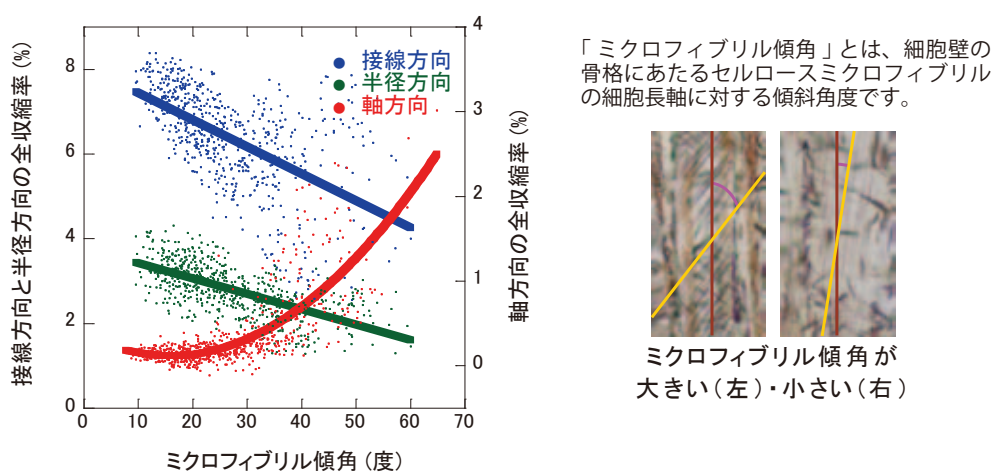 接線方向と半径方向の全収縮率(%)
8
6
4
2
0
接線方向
半径方向
軸方向
4
3
2
1
0
軸方向の全収縮率(%)
0
10
20
30
40
50
60
70
ミクロフィブリル傾角(度)
「ミクロフィブリル傾角」とは、細胞壁の
骨格にあたるセルロースミクロフィブリル
の細胞長軸に対する傾斜角度です。
ミクロフィブリル傾角が
大きい(左)・小さい(右)